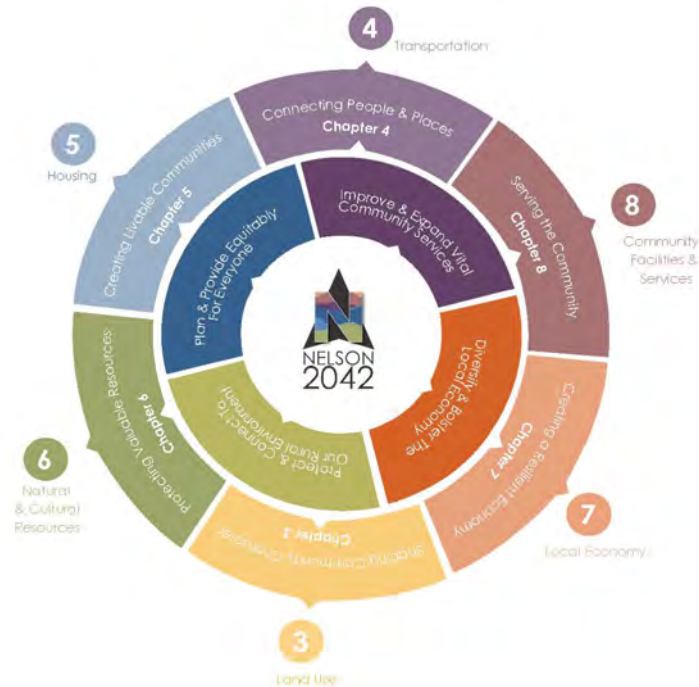 4
Transportation
Connecting People & Places
Chapter 4
8
Community
Facilities &
Services
Serving the Community
Chapter 8
7
Local Economy
Creating a Resilient Economy
Chapter 7
3
Land Use
Shaping Community Character
Chapter 3
6
Natural
& Cultural
Resources
Protecting Valuable Resources
Chapter 6
5
Housing
Creating Livable Communities
Chapter 5
Improve & Expand Vital
Community Services
Diversify & Bolster The
Local Economy
Protect & Connect to
Our Rural Environment
Plan & Provide Equitably
For Everyone
N
NELSON
2042